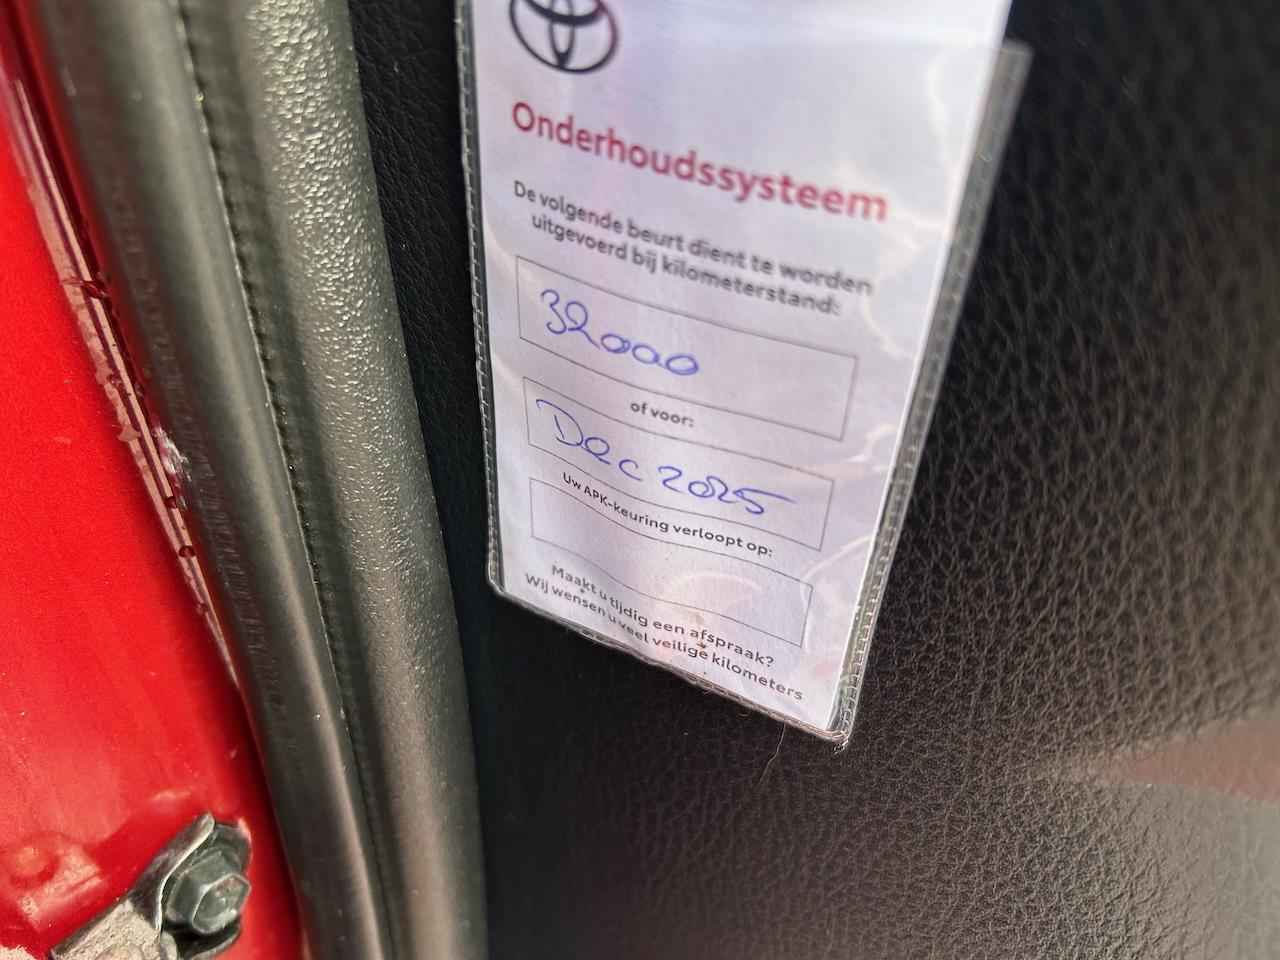 Onderhoudssysteem
De volgende beurt dient te worden
uitgevoerd bij kilometerstand:
32000
of voor:
Dec 2025
Uw APK-keuring verloopt op:
Maakt u tijdig een afspraak?
Wij wensen u veel veilige kilometers